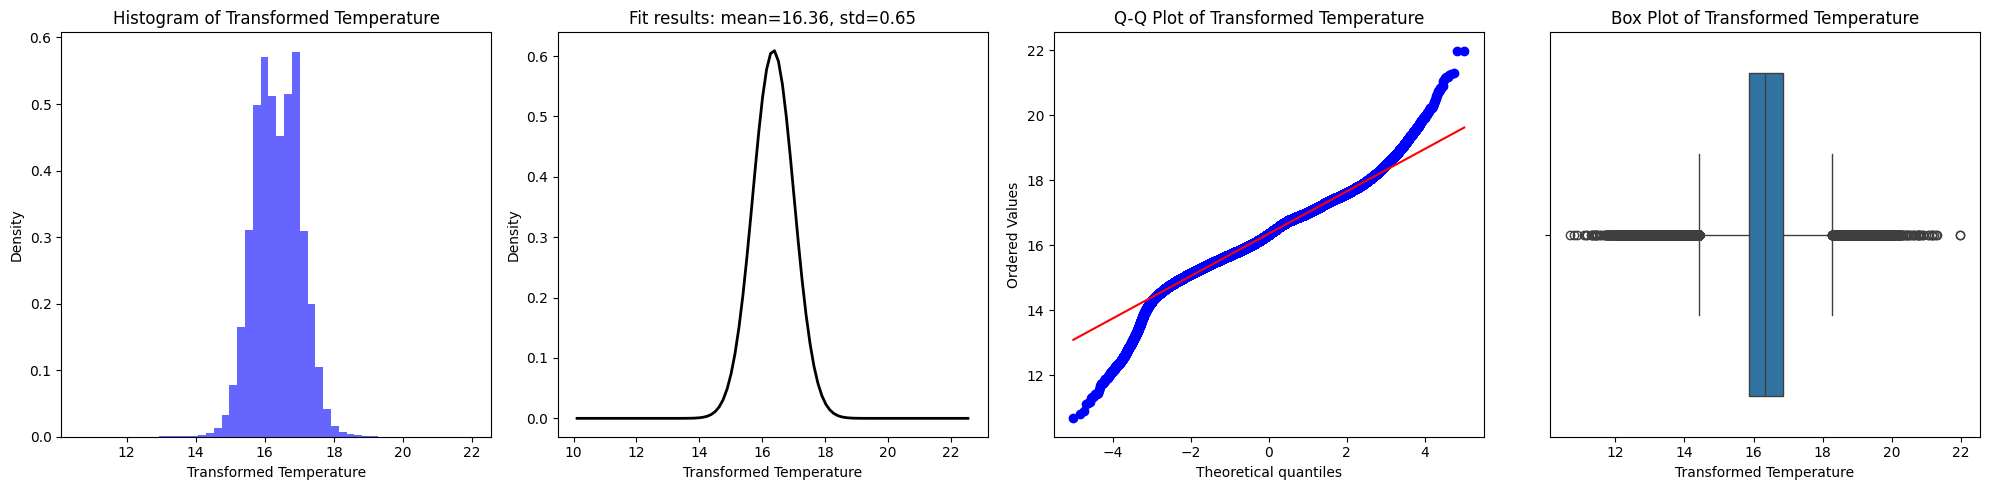 Histogram of Transformed Temperature
0.6
0.5
0.4
0.3
0.2
0.1
0.0
Density
12 14 16 18 20 22
Transformed Temperature
Fit results: mean=16.36, std=0.65
0.6
0.5
0.4
0.3
0.2
0.1
0.0
Density
10 12 14 16 18 20 22
Transformed Temperature
Q-Q Plot of Transformed Temperature
22
20
18
16
14
12
Ordered Values
−4 −2 0 2 4
Theoretical quantiles
Box Plot of Transformed Temperature
12 14 16 18 20 22
Transformed Temperature